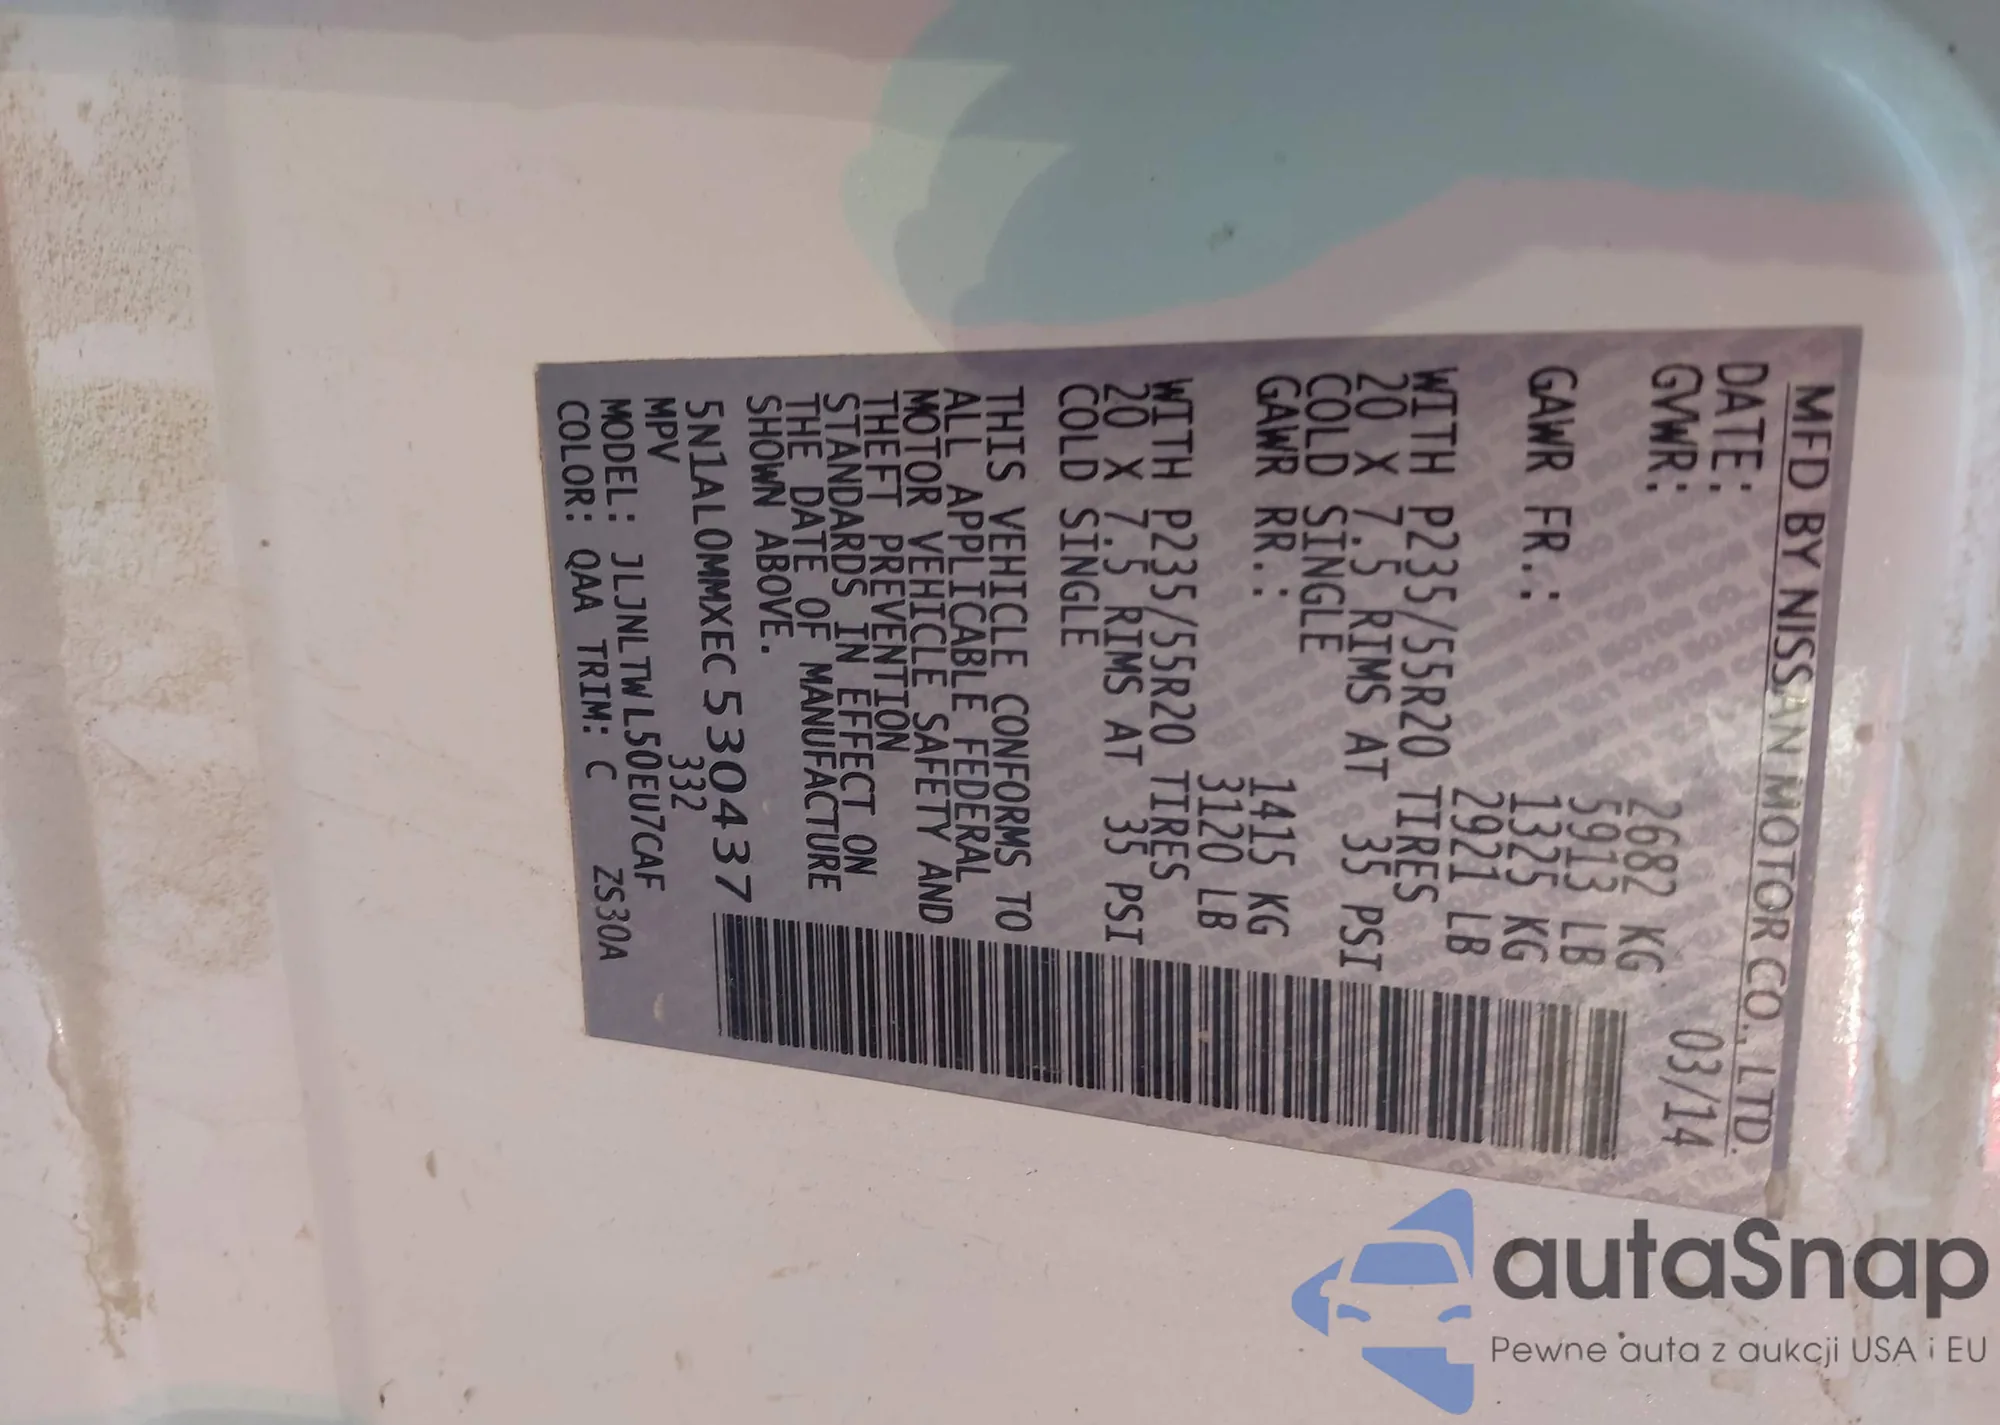 MFD BY NISSAN MOTOR CO., LTD.
DATE: 03/14
GVWR: 2682 KG
5913 LB
GAWR FR.: 1325 KG
2921 LB
WITH P235/55R20 TIRES
20 X 7.5 RIMS AT 35 PSI
COLD SINGLE
GAWR RR.: 1415 KG
3120 LB
WITH P235/55R20 TIRES
20 X 7.5 RIMS AT 35 PSI
COLD SINGLE
THIS VEHICLE CONFORMS TO
ALL APPLICABLE FEDERAL
MOTOR VEHICLE SAFETY AND
THEFT PREVENTION
STANDARDS IN EFFECT ON
THE DATE OF MANUFACTURE
SHOWN ABOVE.
5N1AL0MMXEC530437
MPV 332
MODEL: JLJNLTWL50EU7CAF
COLOR: QAA TRIM: C ZS30A
autaSnap
Pewne auta z aukcji USA i EU